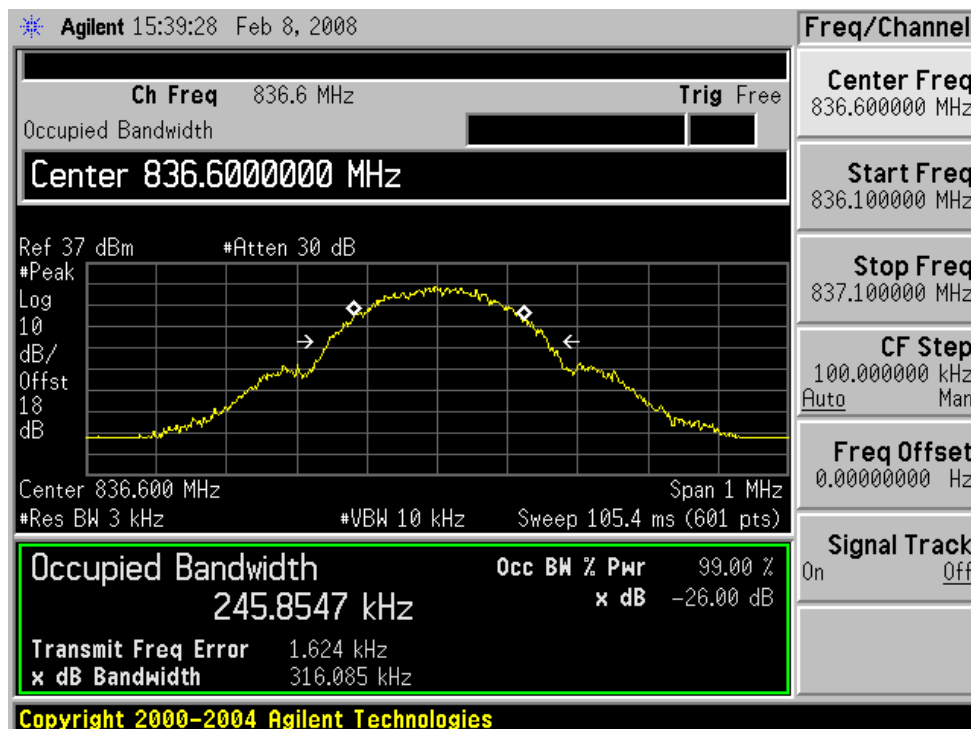 Agilent 15:39:28 Feb 8, 2008
Freq/Channel
Ch Freq 836.6 MHz Trig Free
Occupied Bandwidth
Center 836.6000000 MHz
Ref 37 dBm #Atten 30 dB
#Peak
Log
10
dB/
Offst
18
dB
Center 836.600 MHz Span 1 MHz
#Res BW 3 kHz #VBW 10 kHz Sweep 105.4 ms (601 pts)
Occupied Bandwidth
245.8547 kHz
Occ BW % Pwr 99.00 %
x dB -26.00 dB
Transmit Freq Error 1.624 kHz
x dB Bandwidth 316.085 kHz
Copyright 2000-2004 Agilent Technologies
Center Freq
836.600000 MHz
Start Freq
836.100000 MHz
Stop Freq
837.100000 MHz
CF Step
100.000000 kHz
Auto Man
Freq Offset
0.00000000 Hz
Signal Track
On Off